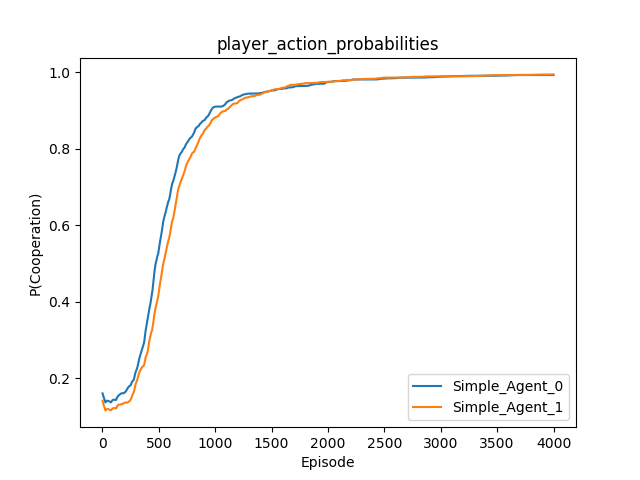 player_action_probabilities
P(Cooperation)
1.0
0.8
0.6
0.4
0.2
0 500 1000 1500 2000 2500 3000 3500 4000
Episode
Simple_Agent_0
Simple_Agent_1